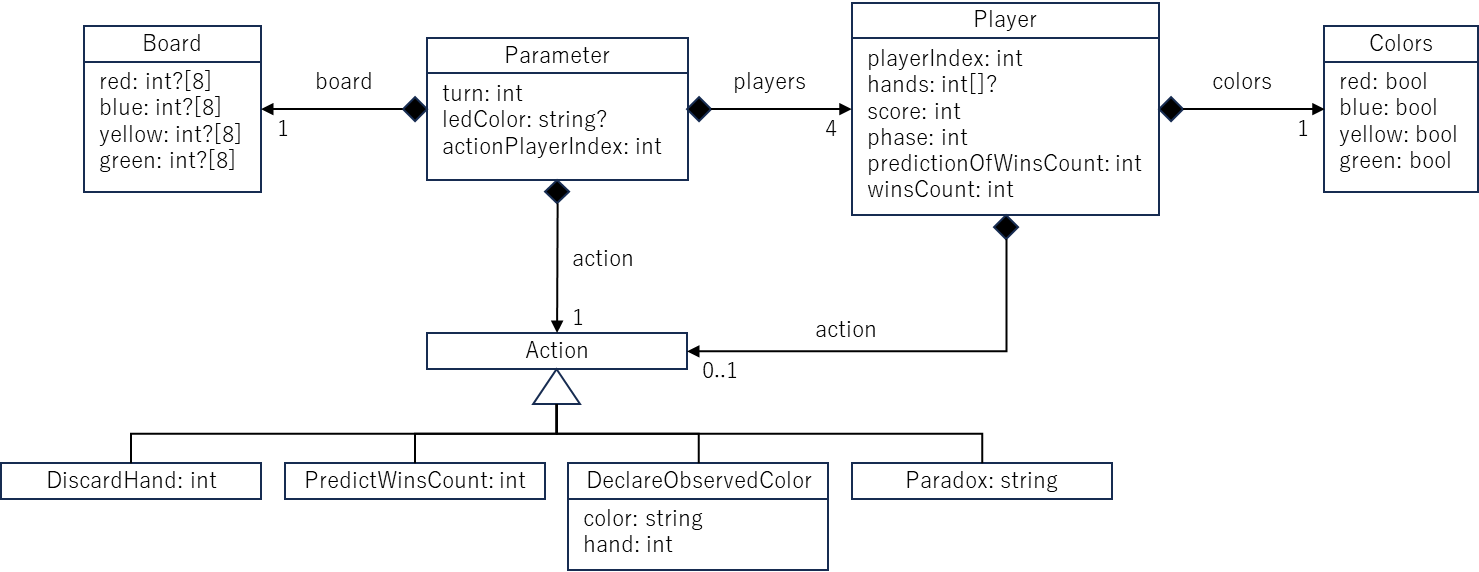 Board
red: int?[8]
blue: int?[8]
yellow: int?[8]
green: int?[8]
board
1
Parameter
turn: int
ledColor: string?
actionPlayerIndex: int
players
4
Player
playerIndex: int
hands: int[]?
score: int
phase: int
predictionOfWinsCount: int
winsCount: int
colors
1
Colors
red: bool
blue: bool
yellow: bool
green: bool
action
1
action
0..1
Action
DiscardHand: int
PredictWinsCount: int
DeclareObservedColor
color: string
hand: int
Paradox: string